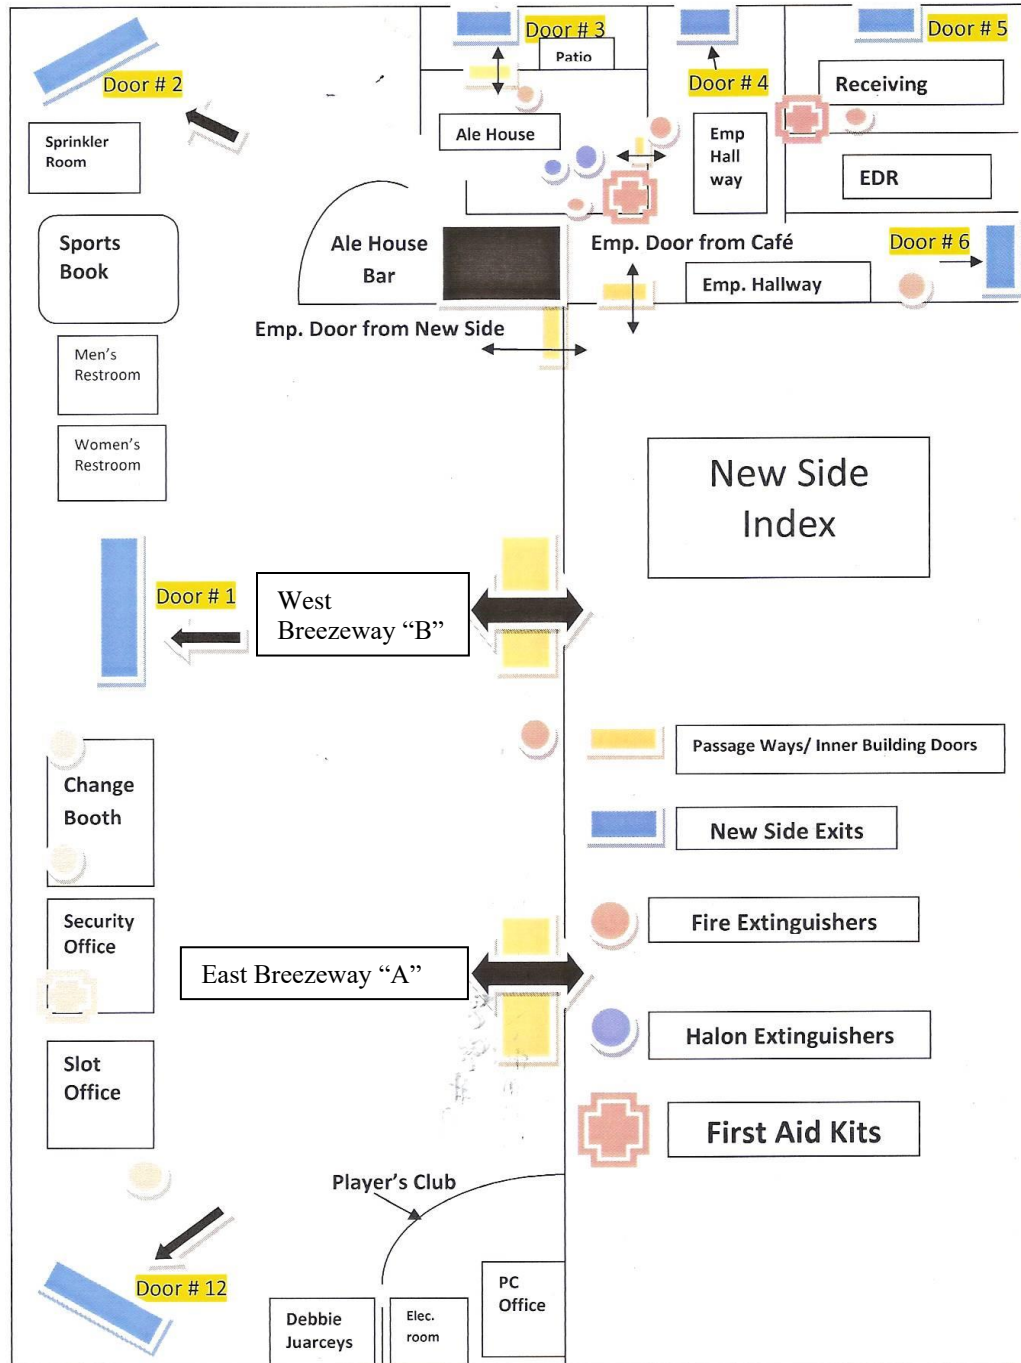 Door # 2
Door # 3
Patio
Door # 4
Door # 5
Receiving
Sprinkler
Room
Ale House
Emp
Hall
way
EDR
Sports
Book
Ale House
Bar
Emp. Door from Café
Door # 6
Emp. Hallway
Emp. Door from New Side
Men's
Restroom
Women's
Restroom
New Side
Index
Door # 1
West
Breezeway “B”
Passage Ways/ Inner Building Doors
Change
Booth
New Side Exits
Security
Office
Fire Extinguishers
East Breezeway “A”
Halon Extinguishers
Slot
Office
First Aid Kits
Player's Club
Door # 12
PC
Office
Debbie
Juarceys
Elec.
room